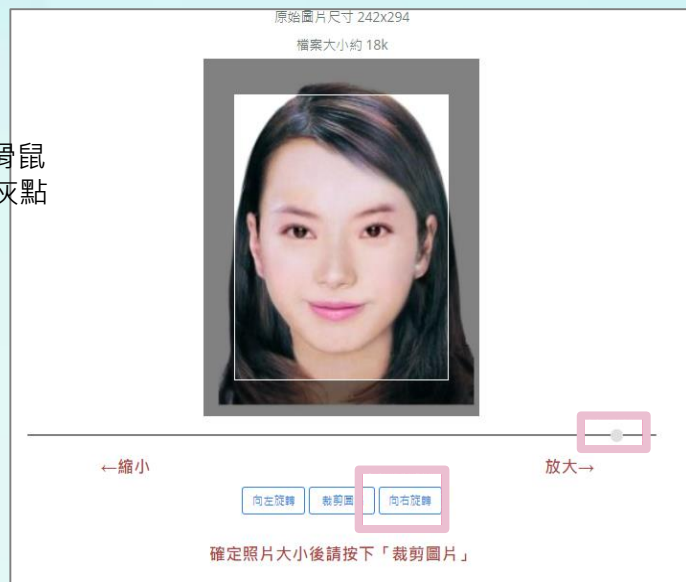 原始圖片尺寸 242x294
檔案大小約 18k
滑鼠
灰點
←縮小 放大→
向左旋轉 裁剪圖 向右旋轉
確定照片大小後請按下「裁剪圖片」